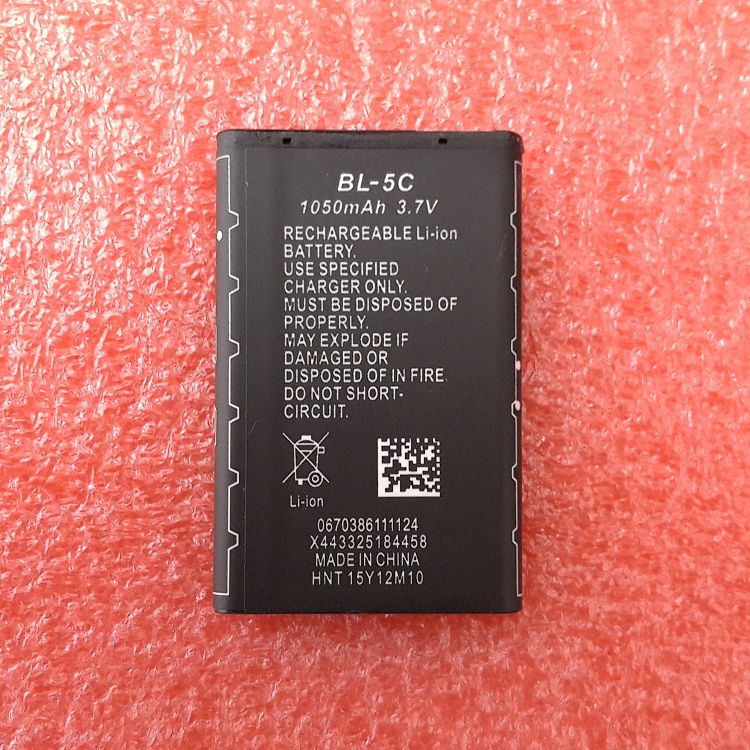 BL-5C
1050mAh 3.7V
RECHARGEABLE Li-ion
BATTERY.
USE SPECIFIED
CHARGER ONLY.
MUST BE DISPOSED OF
PROPERLY.
MAY EXPLODE IF
DAMAGED OR
DISPOSED OF IN FIRE.
DO NOT SHORT-
CIRCUIT.
Li-ion
0670386111124
X443325184458
MADE IN CHINA
HNT 15Y12M10